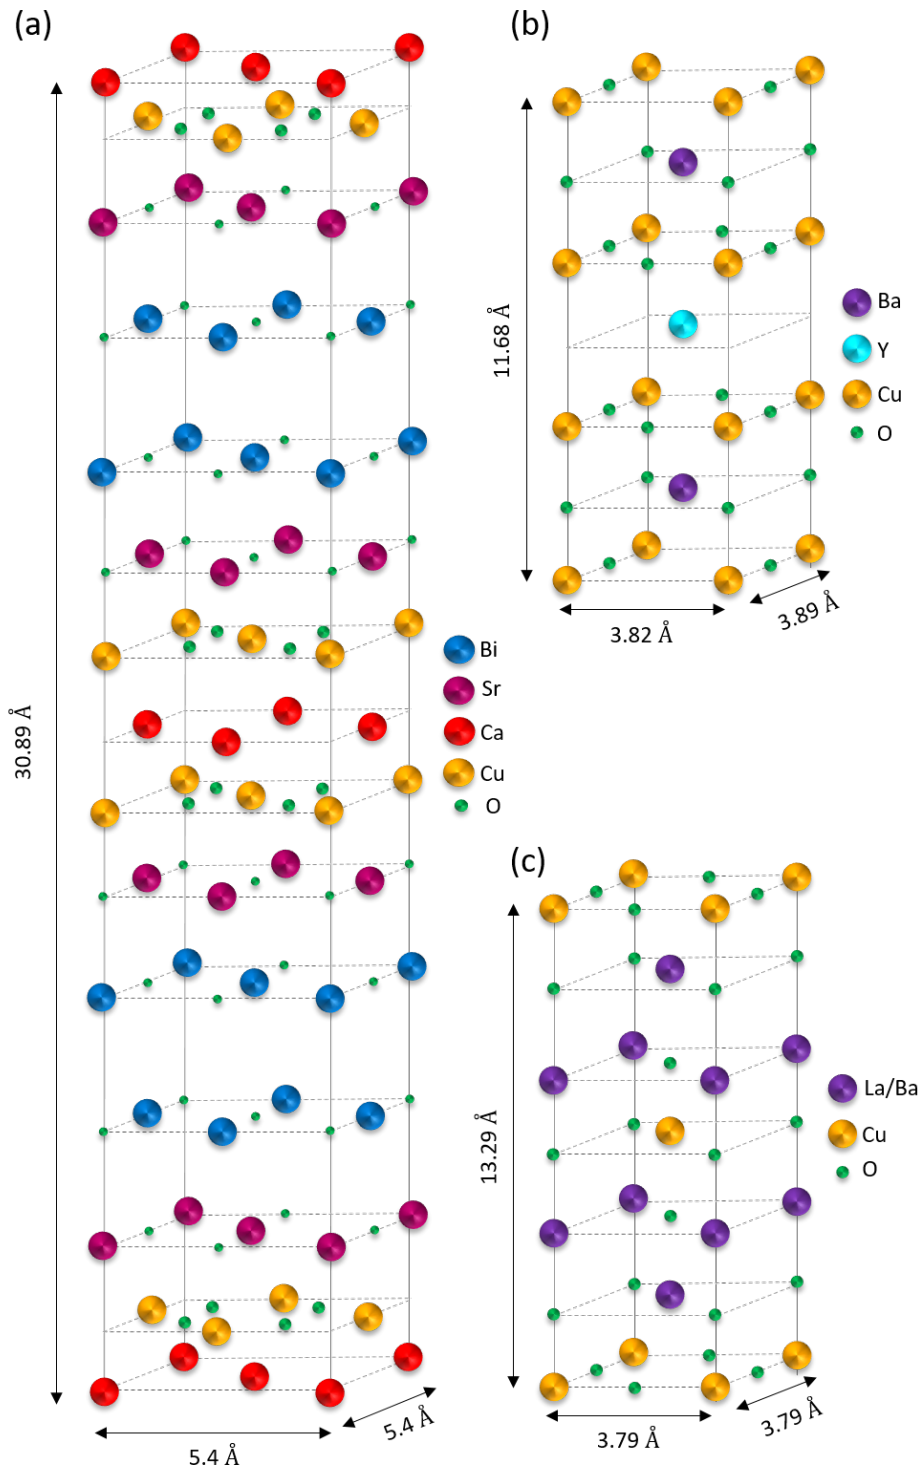 (a)
30.89 Å
5.4 Å
5.4 Å
Bi
Sr
Ca
Cu
O
(b)
11.68 Å
3.82 Å
3.89 Å
Ba
Y
Cu
O
(c)
13.29 Å
3.79 Å
3.79 Å
La/Ba
Cu
O